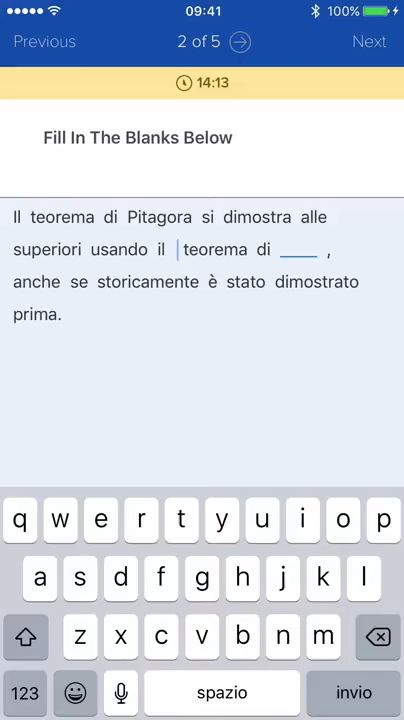 09:41
100%
Previous
2 of 5
Next
14:13
Fill In The Blanks Below
Il teorema di Pitagora si dimostra alle
superiori usando il teorema di ____ ,
anche se storicamente è stato dimostrato
prima.
q w e r t y u i o p
a s d f g h j k l
z x c v b n m
123
spazio
invio